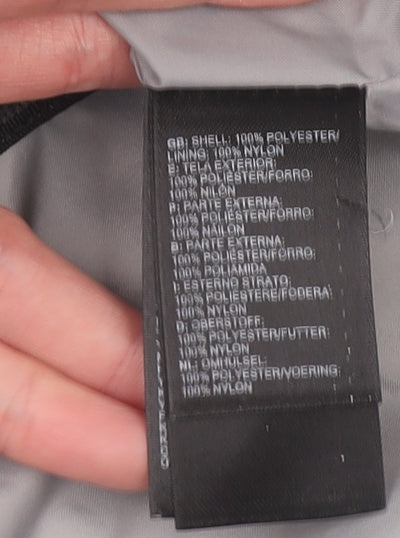 GB: SHELL: 100% POLYESTER/
LINING: 100% NYLON
E: TELA EXTERIOR:
100% POLIÉSTER/FORRO:
100% NILÓN
P: PARTE EXTERNA:
100% POLIÉSTER/FORRO:
100% NÁILON
B: PARTE EXTERNA:
100% POLIÉSTER/FORRO:
100% POLIAMIDA
I: ESTERNO STRATO:
100% POLIESTERE/FODERA:
100% NYLON
D: OBERSTOFF:
100% POLYESTER/FUTTER:
100% NYLON
NL: OMHULSEL:
100% POLYESTER/VOERING:
100% NYLON